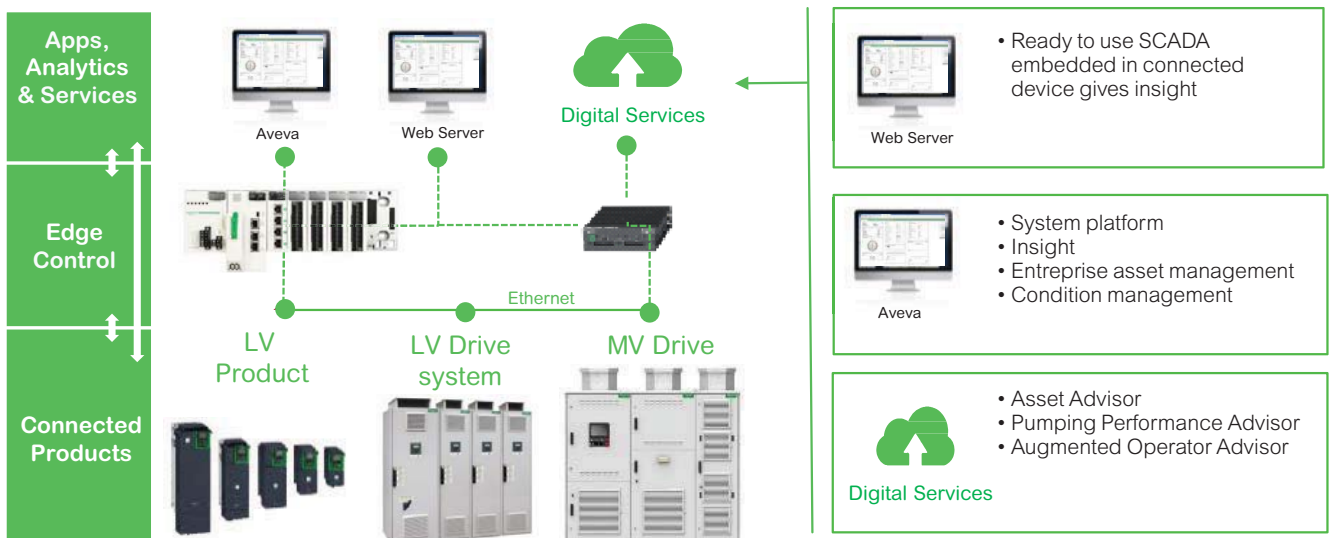 Apps,
Analytics
& Services
Edge
Control
Connected
Products
Aveva
Web Server
Digital Services
Ethernet
LV
Product
LV Drive
system
MV Drive
Web Server
• Ready to use SCADA
embedded in connected
device gives insight
Aveva
• System platform
• Insight
• Entreprise asset management
• Condition management
Digital Services
• Asset Advisor
• Pumping Performance Advisor
• Augmented Operator Advisor